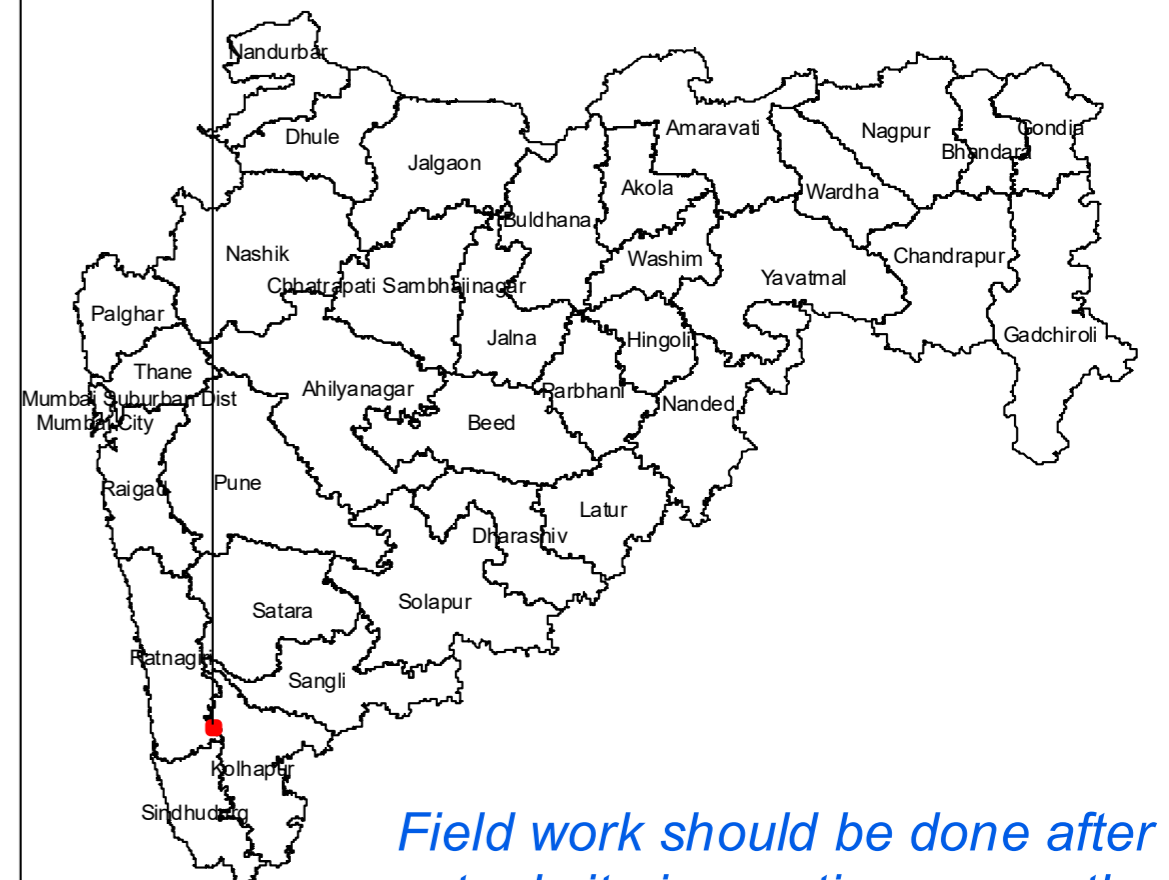 Nandurbar
Dhule
Jalgaon
Amaravati
Nagpur
Gondia
Bhandara
Akola
Wardha
Buldhana
Nashik
Washim
Chandrapur
Yavatmal
Chhatrapati Sambhajinagar
Palghar
Jalna
Hingoli
Gadchiroli
Thane
Ahilyanagar
Parbhani
Mumbai Suburban Dist
Nanded
Mumbai City
Beed
Raigad
Pune
Latur
Dharashiv
Satara
Solapur
Ratnagiri
Sangli
Kolhapur
Sindhudurg
Field work should be done after